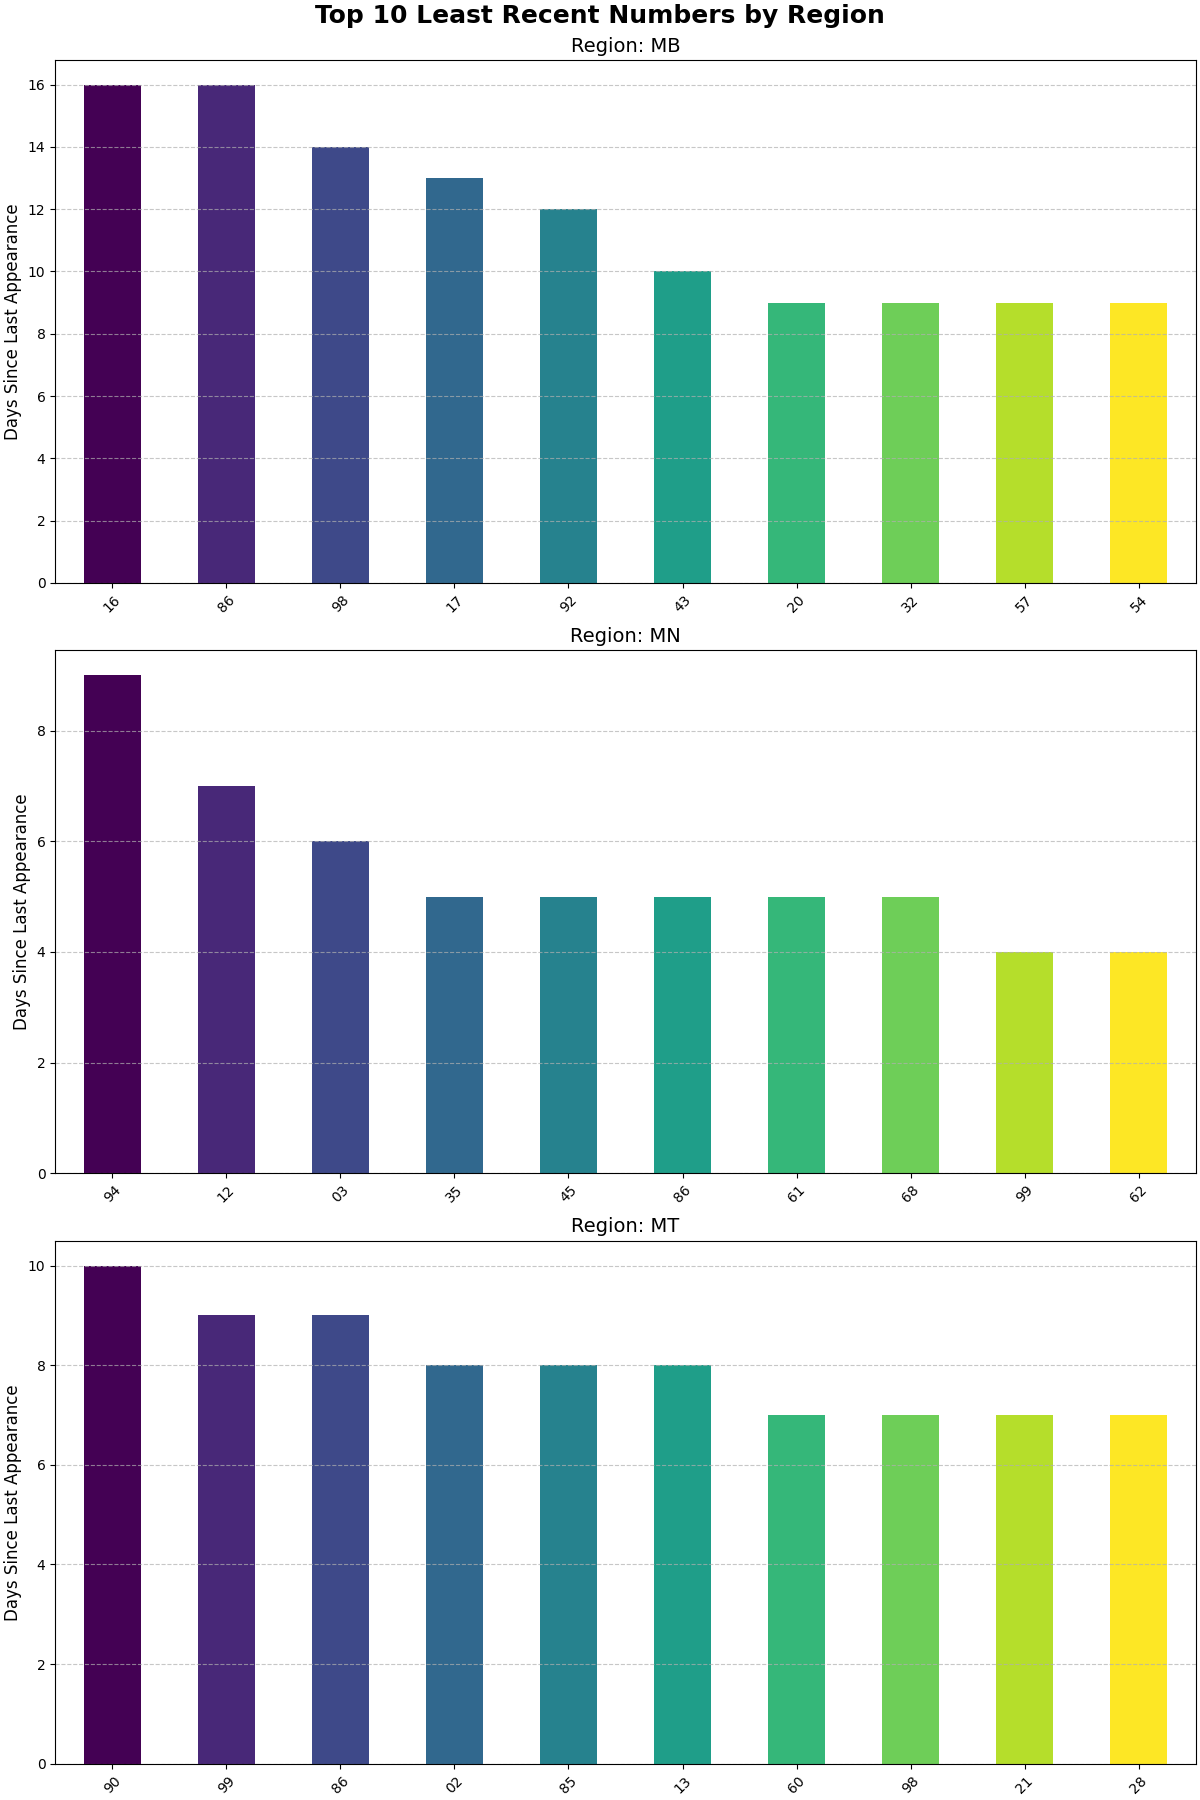 Top 10 Least Recent Numbers by Region
Region: MB
Days Since Last Appearance
16
14
12
10
8
6
4
2
0
16 86 98 17 92 43 20 32 57 54
Region: MN
Days Since Last Appearance
8
6
4
2
0
94 12 03 35 45 86 61 68 99 62
Region: MT
Days Since Last Appearance
10
8
6
4
2
0
90 99 86 02 85 13 60 98 21 28